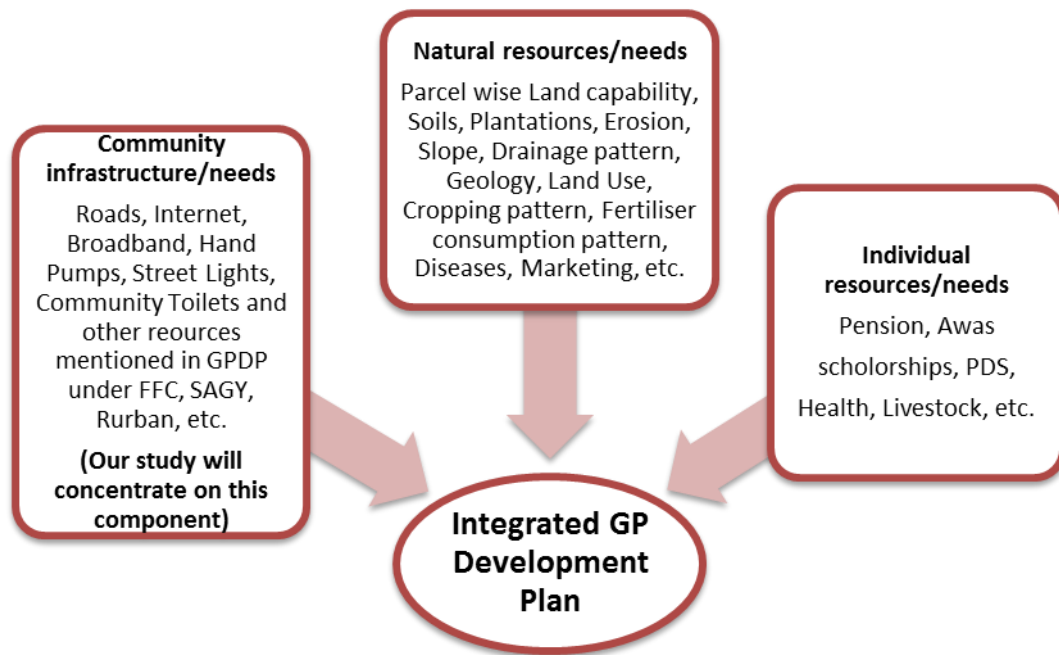 Community
infrastructure/needs
Roads, Internet,
Broadband, Hand
Pumps, Street Lights,
Community Toilets and
other reources
mentioned in GPDP
under FFC, SAGY,
Rurban, etc.
(Our study will
concentrate on this
component)
Natural resources/needs
Parcel wise Land capability,
Soils, Plantations, Erosion,
Slope, Drainage pattern,
Geology, Land Use,
Cropping pattern, Fertiliser
consumption pattern,
Diseases, Marketing, etc.
Individual
resources/needs
Pension, Awas
scholorships, PDS,
Health, Livestock, etc.
Integrated GP
Development
Plan